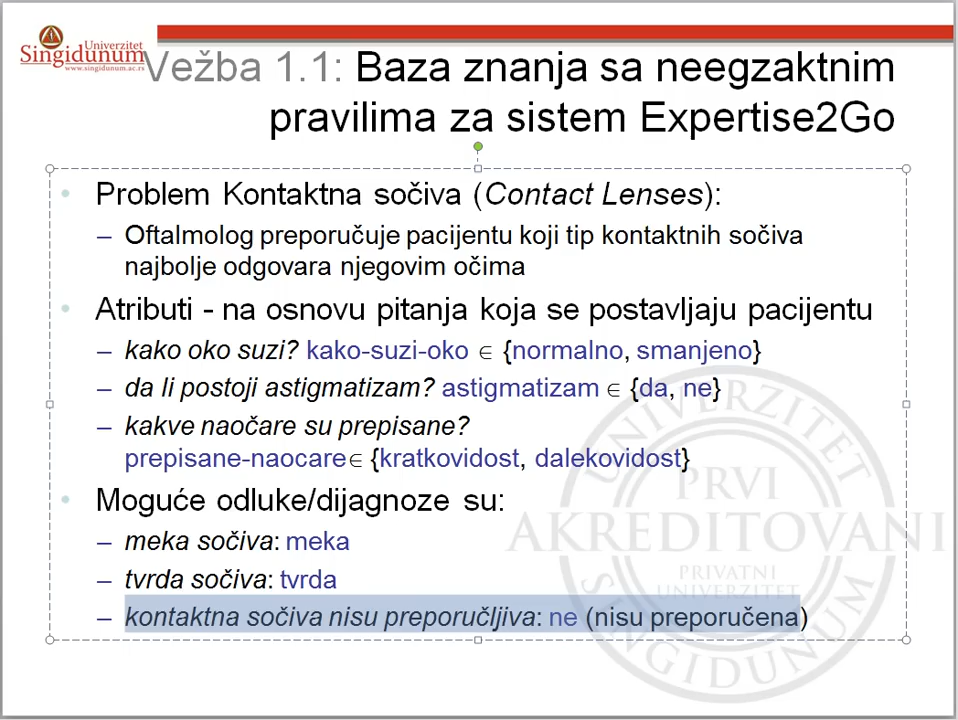 Univerzitet
Singidunum
www.singidunum.ac.rs
Vežba 1.1: Baza znanja sa neegzaktnim
pravilima za sistem Expertise2Go
• Problem Kontaktna sočiva (Contact Lenses):
– Oftalmolog preporučuje pacijentu koji tip kontaktnih sočiva
najbolje odgovara njegovim očima
• Atributi - na osnovu pitanja koja se postavljaju pacijentu
– kako oko suzi? kako-suzi-oko ∈ {normalno, smanjeno}
– da li postoji astigmatizam? astigmatizam ∈ {da, ne}
– kakve naočare su prepisane?
prepisane-naocare∈ {kratkovidost, dalekovidost}
• Moguće odluke/dijagnoze su:
– meka sočiva: meka
– tvrda sočiva: tvrda
– kontaktna sočiva nisu preporučljiva: ne (nisu preporučena)
UNIVERZITET
PRVI
AKREDITOVANI
PRIVATNI
UNIVERZITET
SINGIDUNUM